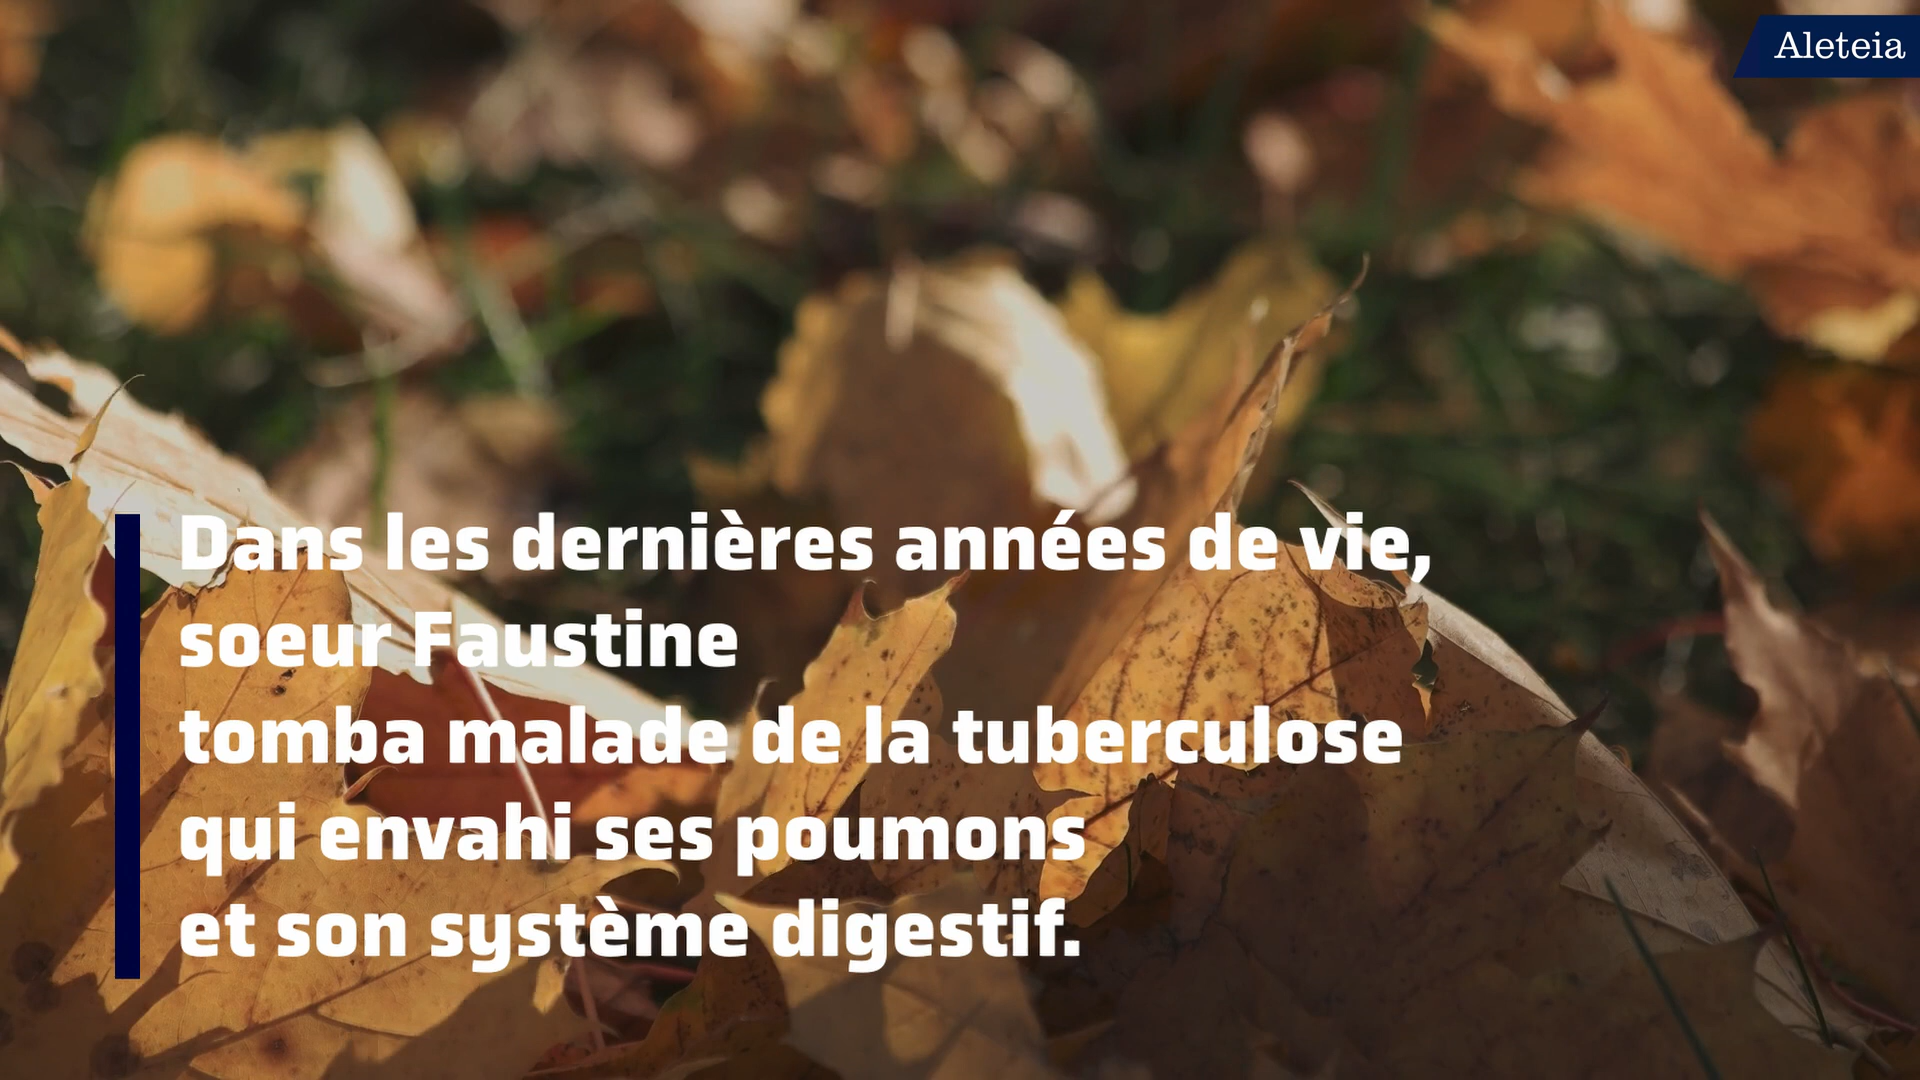 Aleteia
Dans les dernières années de vie,
soeur Faustine
tomba malade de la tuberculose
qui envahi ses poumons
et son système digestif.